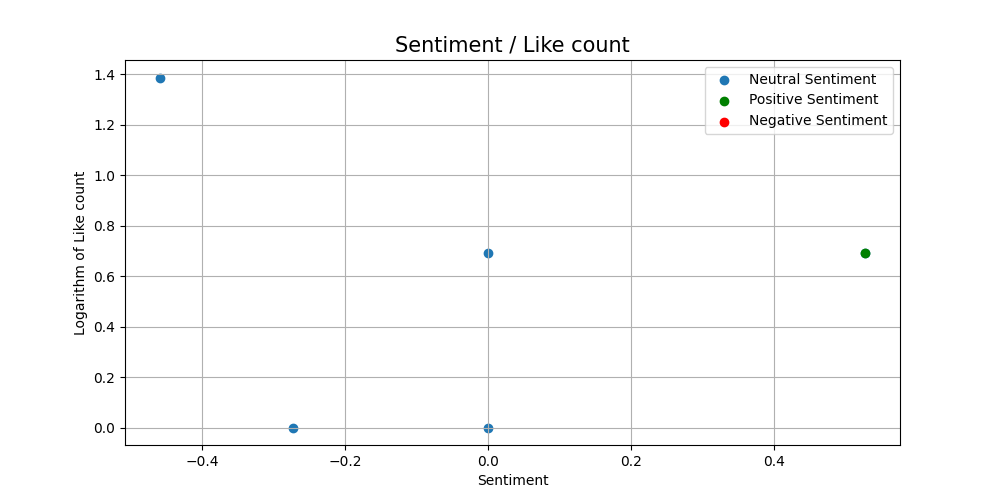 Sentiment / Like count
Neutral Sentiment
Positive Sentiment
Negative Sentiment
Logarithm of Like count
1.4
1.2
1.0
0.8
0.6
0.4
0.2
0.0
−0.4 −0.2 0.0 0.2 0.4
Sentiment